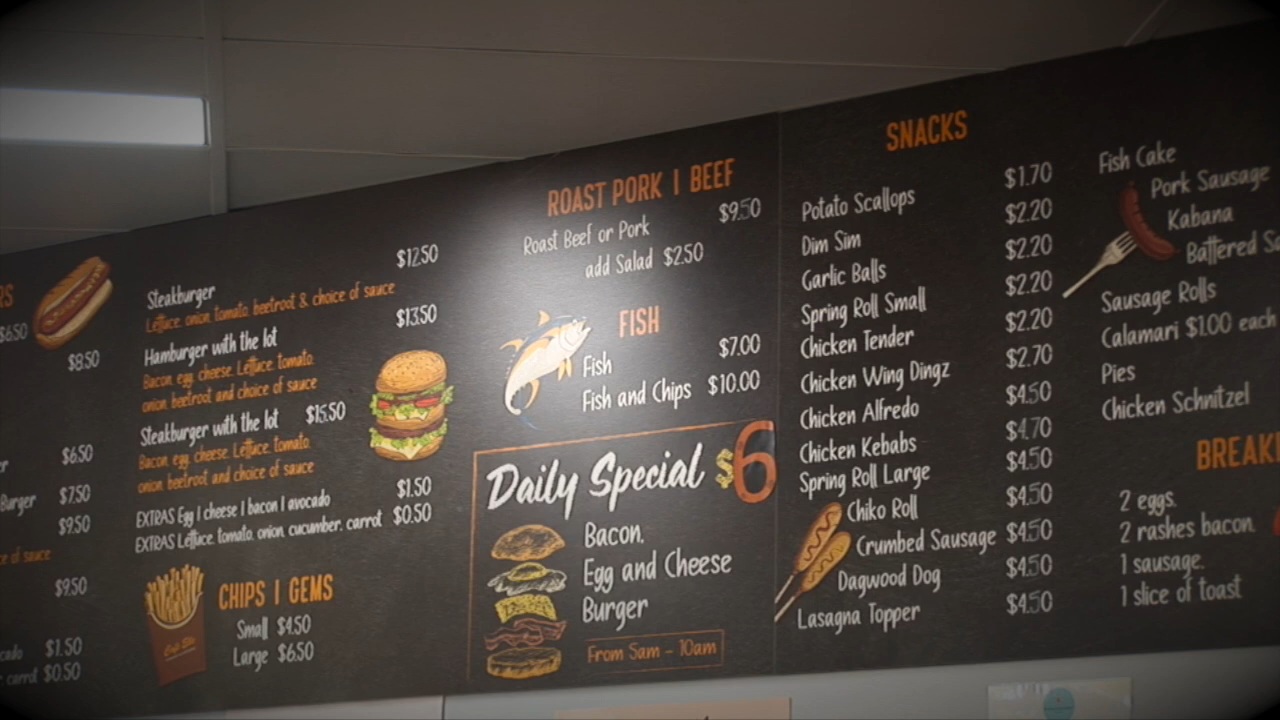 RS
$6.50
$8.50
$6.50
Burger $7.50
$9.50
ce of sauce
$9.50
$1.50
carrot $0.50
$12.50
Steakburger
Lettuce, onion, tomato, beetroot & choice of sauce
Hamburger with the lot $13.50
Bacon, egg, cheese, Lettuce, tomato,
onion, beetroot and choice of sauce
Steakburger with the lot $15.50
Bacon, egg, cheese, Lettuce, tomato,
onion, beetroot and choice of sauce
EXTRAS Egg | cheese | bacon | avocado $1.50
EXTRAS Lettuce, tomato, onion, cucumber, carrot $0.50
CHIPS | GEMS
Small $4.50
Large $6.50
ROAST PORK | BEEF
$9.50
Roast Beef or Pork
add Salad $2.50
FISH
Fish $7.00
Fish and Chips $10.00
Daily Special $6
Bacon,
Egg and Cheese
Burger
From 5am - 10am
SNACKS
$1.70
Potato Scallops $2.20
Dim Sim $2.20
Garlic Balls $2.20
Spring Roll Small $2.20
Chicken Tender $2.70
Chicken Wing Dingz $4.50
Chicken Alfredo $4.70
Chicken Kebabs $4.50
Spring Roll Large $4.50
Chiko Roll $4.50
Crumbed Sausage $4.50
Dagwood Dog
Lasagna Topper $4.50
Fish Cake
Pork Sausage
Kabana
Battered S
Sausage Rolls
Calamari $1.00 each
Pies
Chicken Schnitzel
BREAK
2 eggs,
2 rashes bacon,
1 sausage,
1 slice of toast